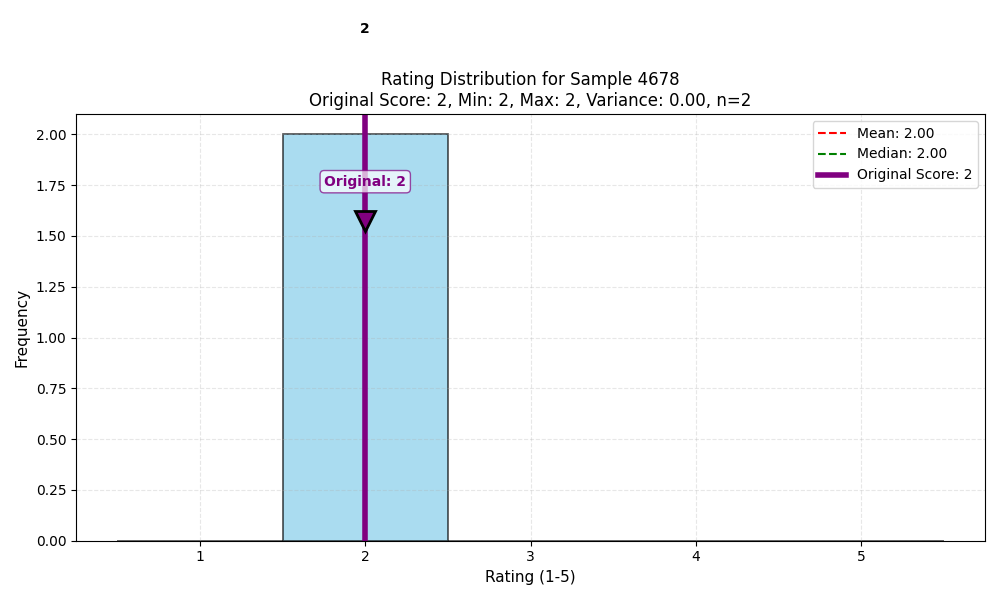 2
Rating Distribution for Sample 4678
Original Score: 2, Min: 2, Max: 2, Variance: 0.00, n=2
Mean: 2.00
Median: 2.00
Original Score: 2
Original: 2
Frequency
2.00
1.75
1.50
1.25
1.00
0.75
0.50
0.25
0.00
1 2 3 4 5
Rating (1-5)